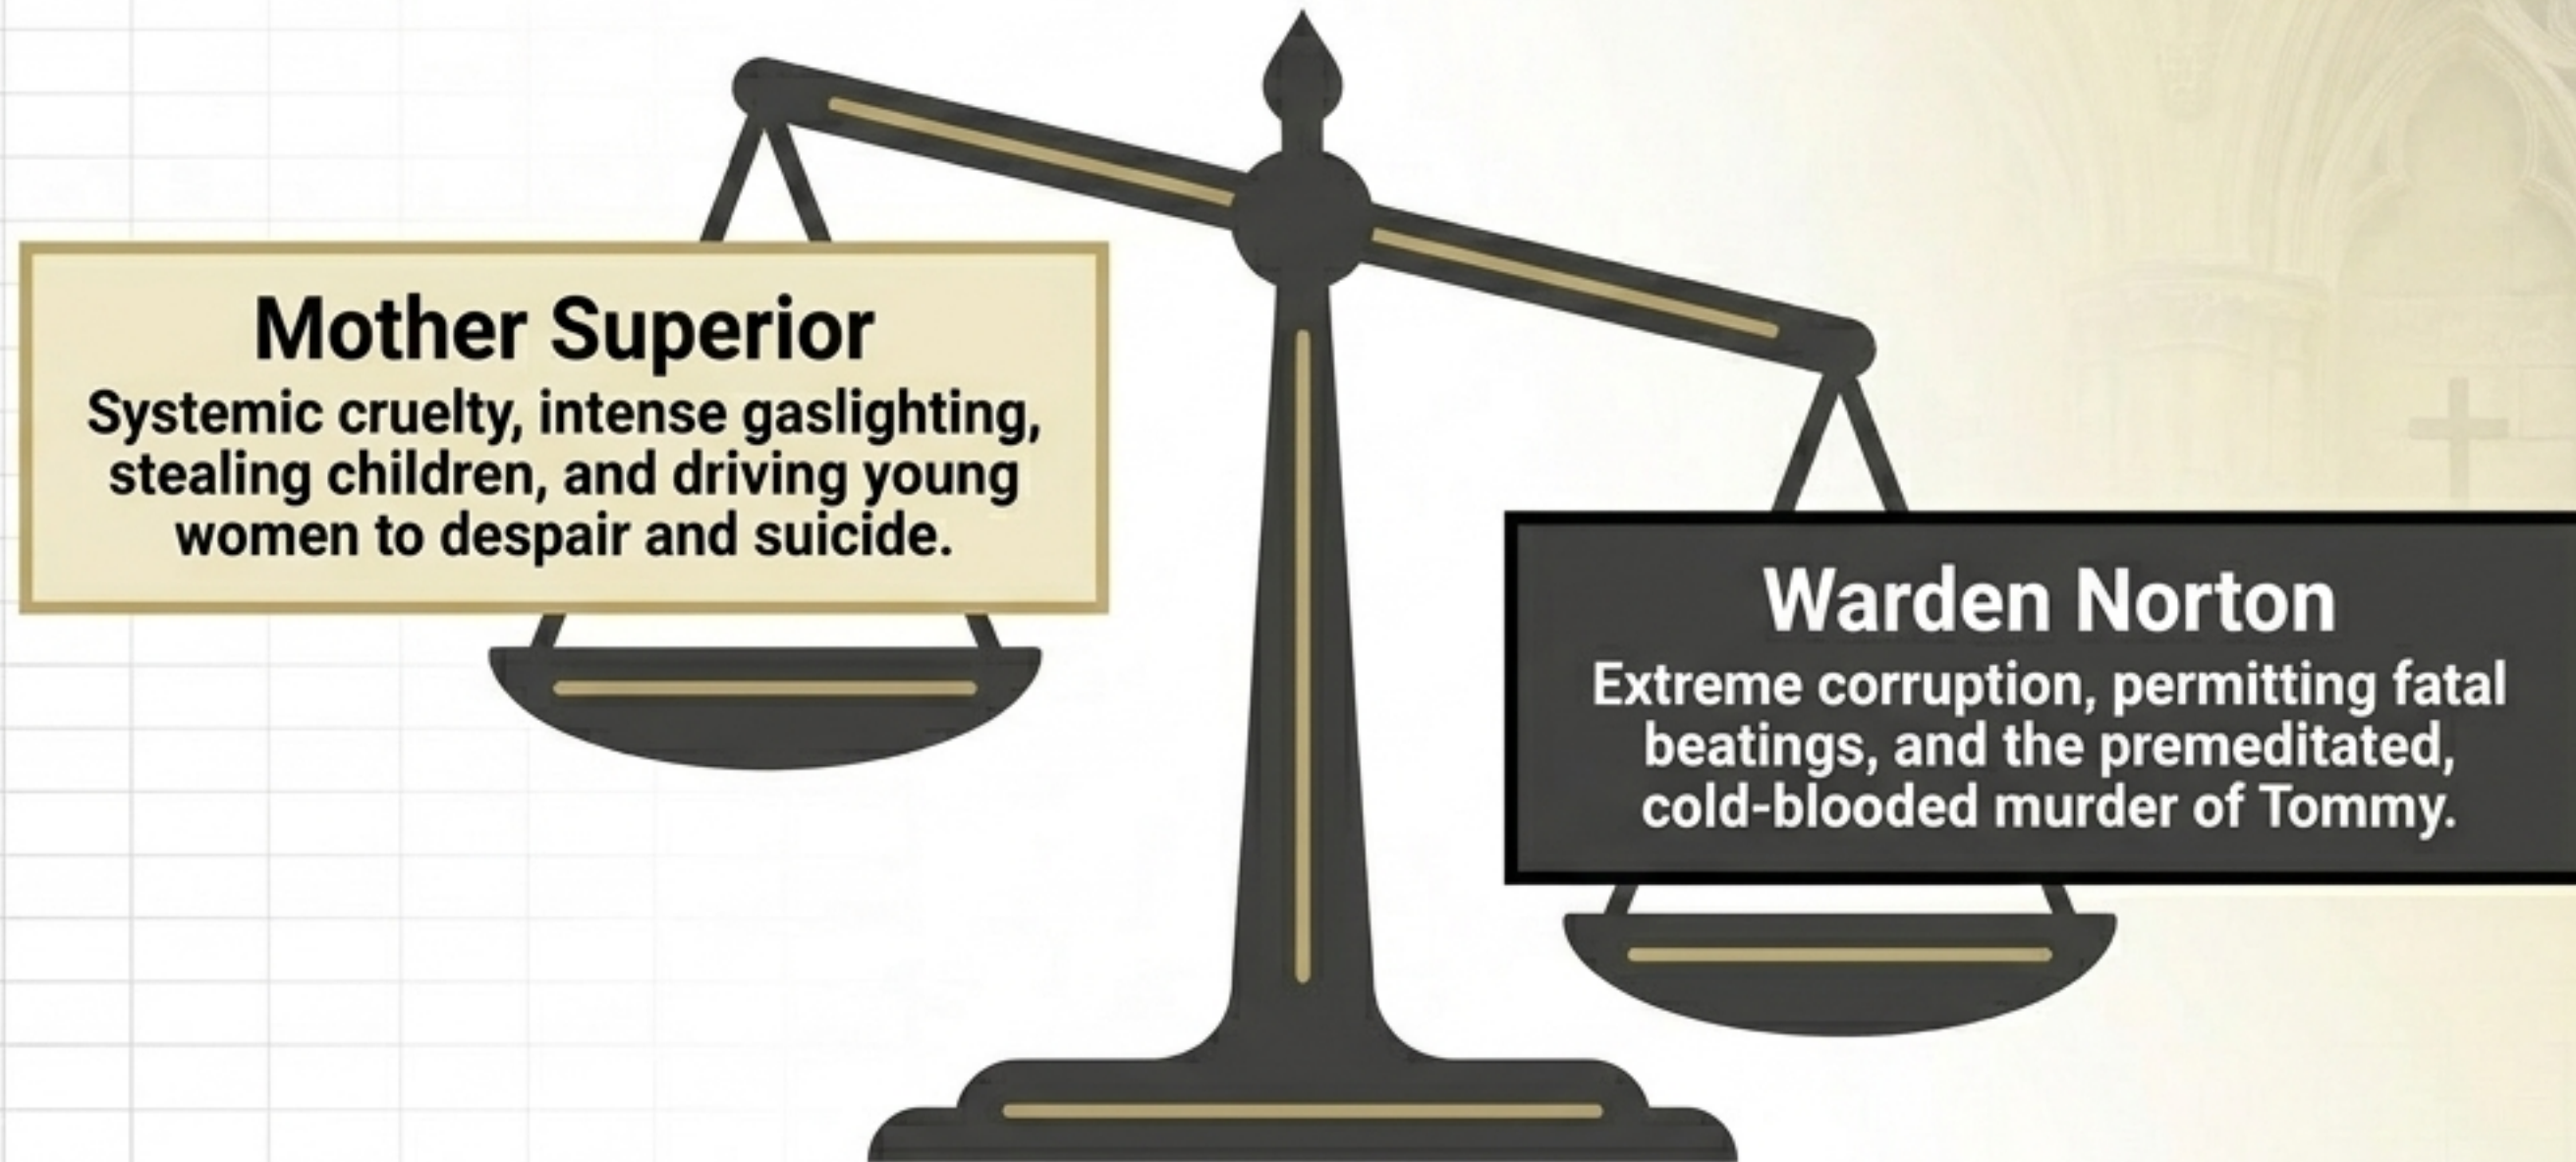 Mother Superior
Systemic cruelty, intense gaslighting,
stealing children, and driving young
women to despair and suicide.
Warden Norton
Extreme corruption, permitting fatal
beatings, and the premeditated,
cold-blooded murder of Tommy.